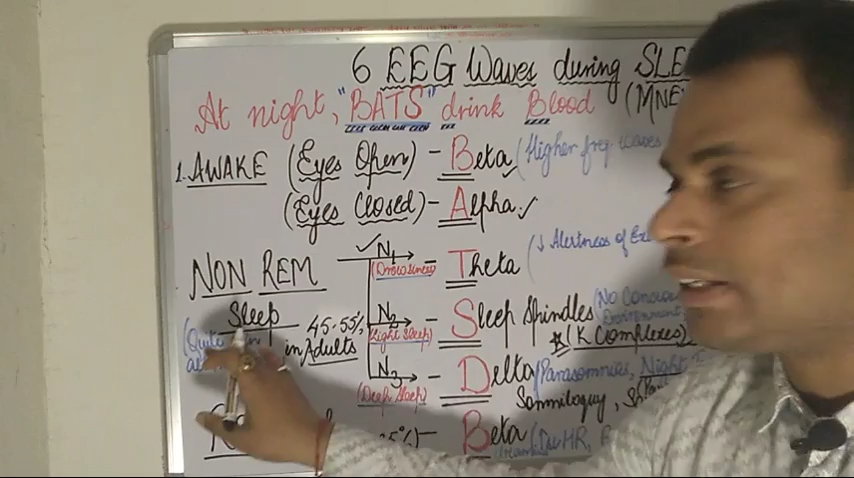 6 EEG Waves during SLE
At night, "BATS" drink Blood (MNE
1. AWAKE (Eyes Open) - Beta (Higher freq waves
(Eyes Closed) - Alpha
NON REM N1 - Theta (↓ Alertness of
(Drowsiness)
Sleep 45-55% N2 - Sleep Spindles (No Conscious
in Adults (Light Sleep) Environment
(K Complexes)
N3 - Delta (Parasomnias, Night
(Deep Sleep) Somniloquy,
5%) - Beta HR,